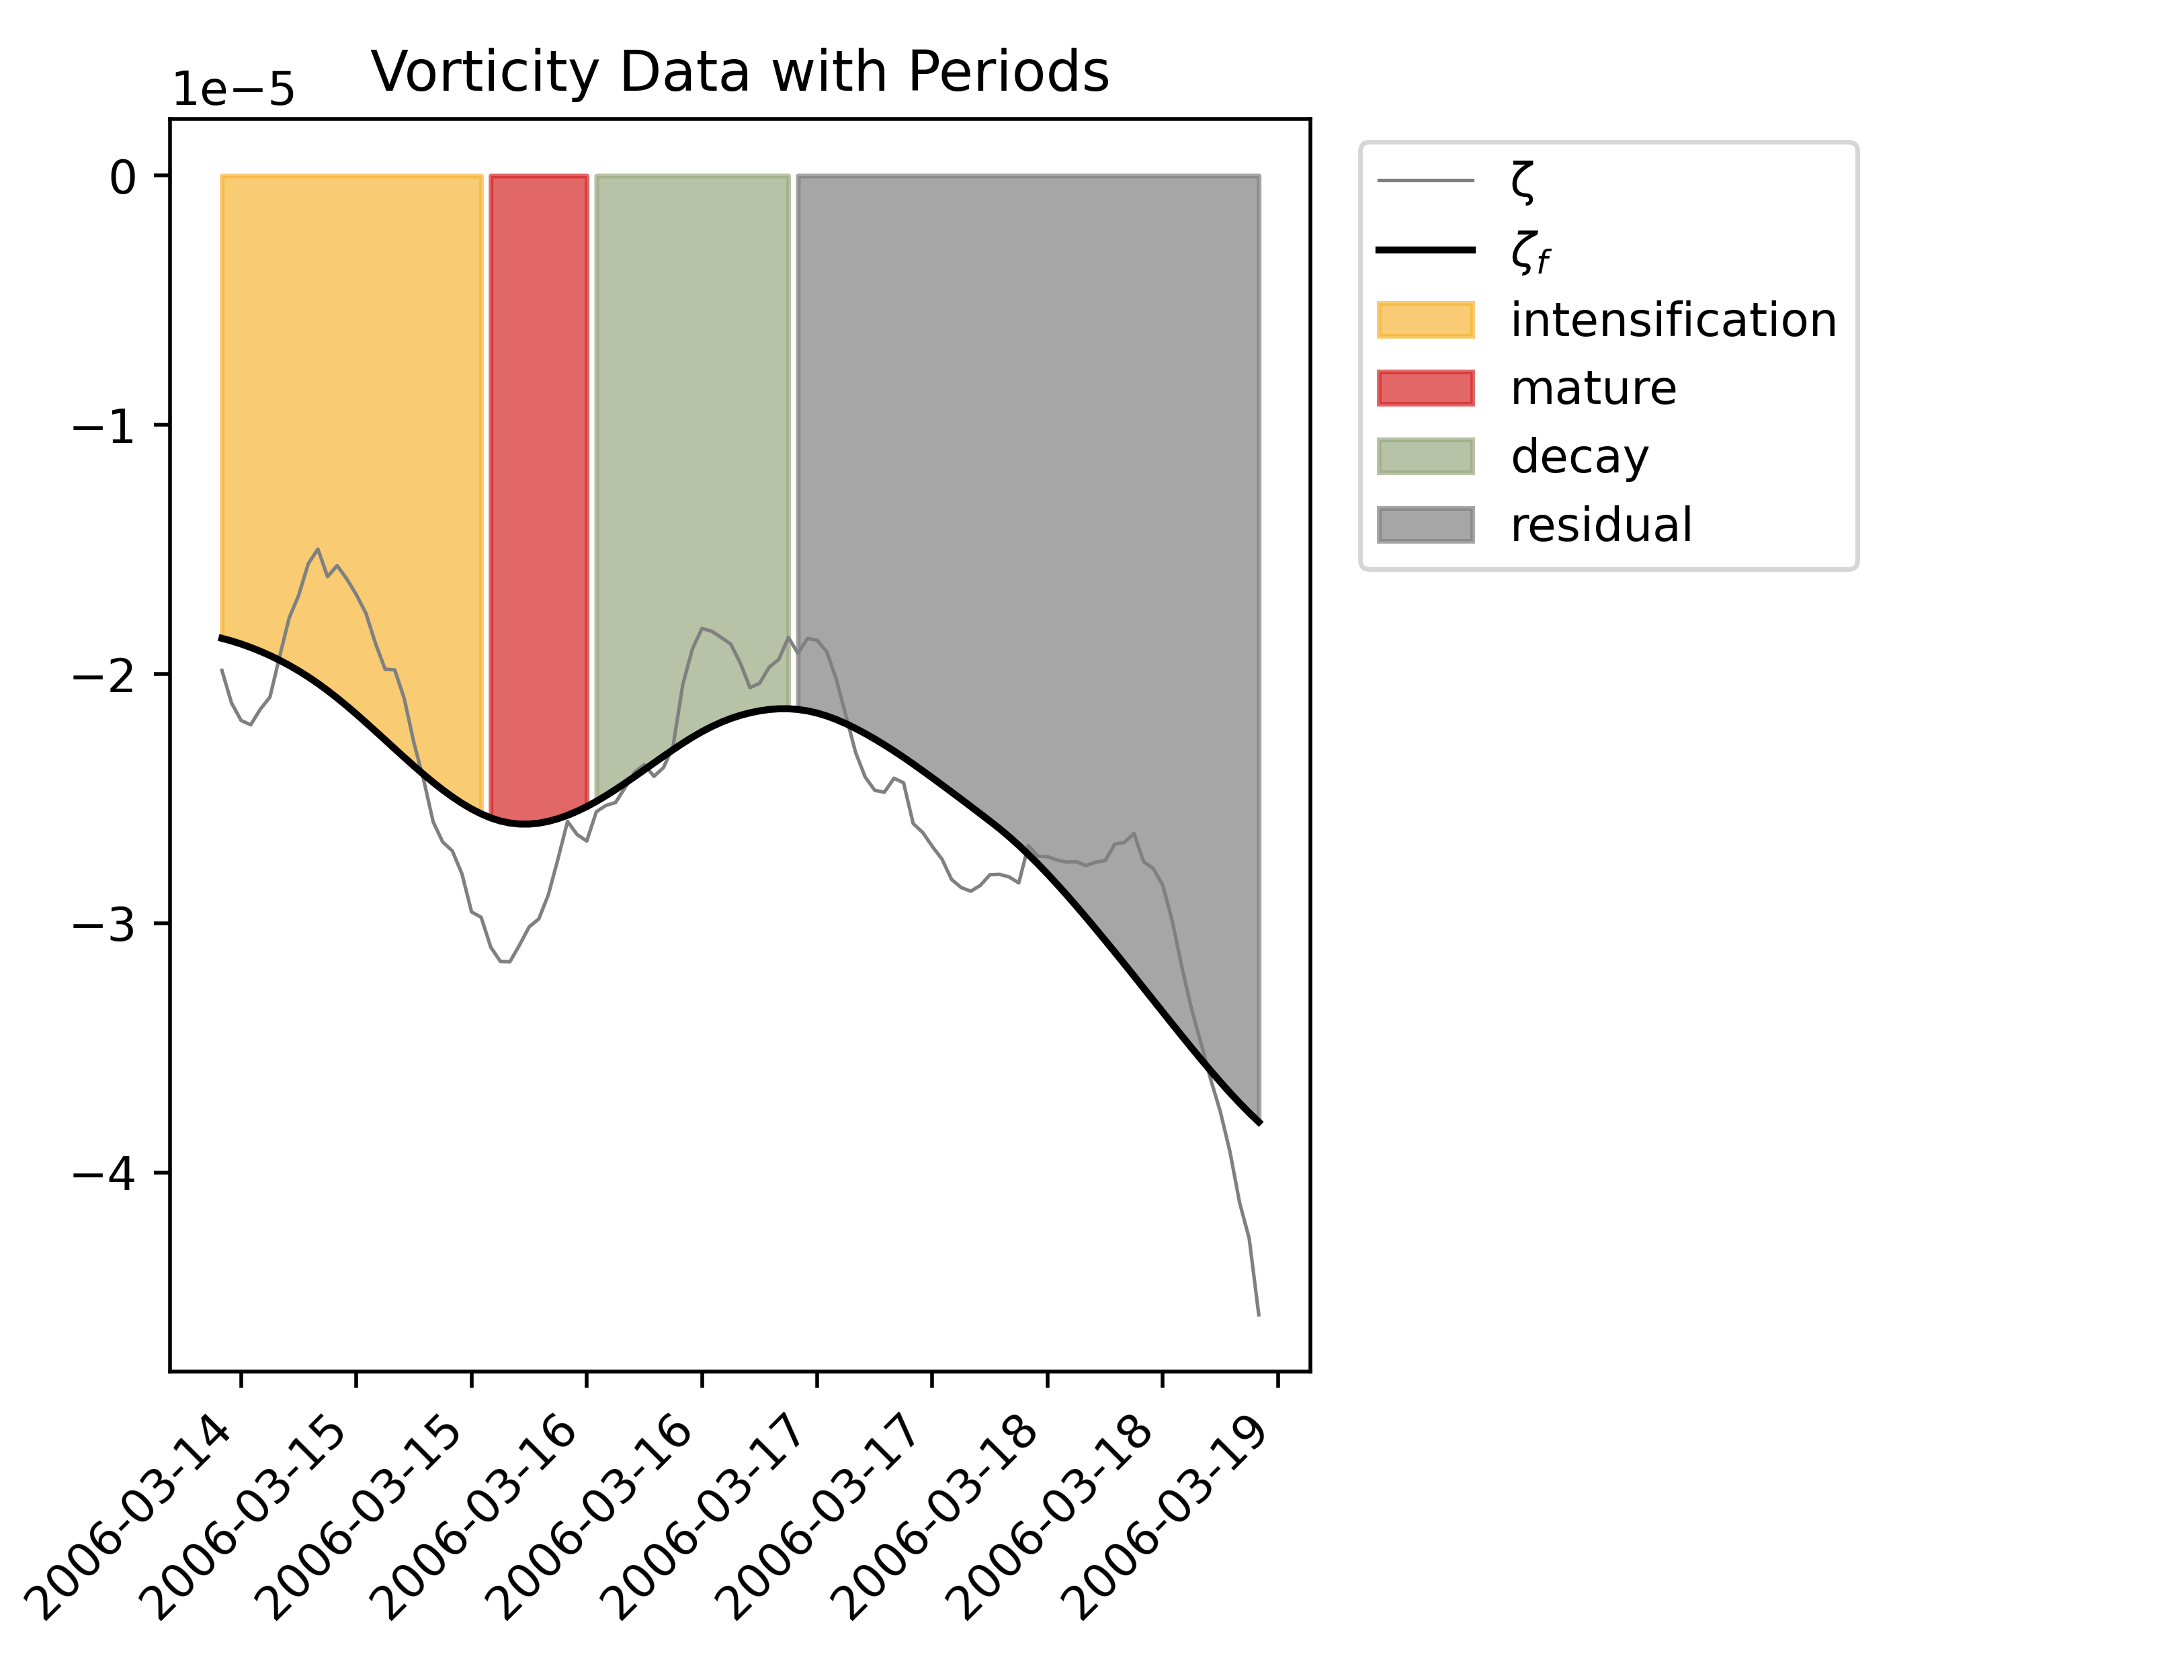 Vorticity Data with Periods
1e−5
0
−1
−2
−3
−4
2006-03-14
2006-03-15
2006-03-15
2006-03-16
2006-03-16
2006-03-17
2006-03-17
2006-03-18
2006-03-18
2006-03-19
ζ
ζf
intensification
mature
decay
residual